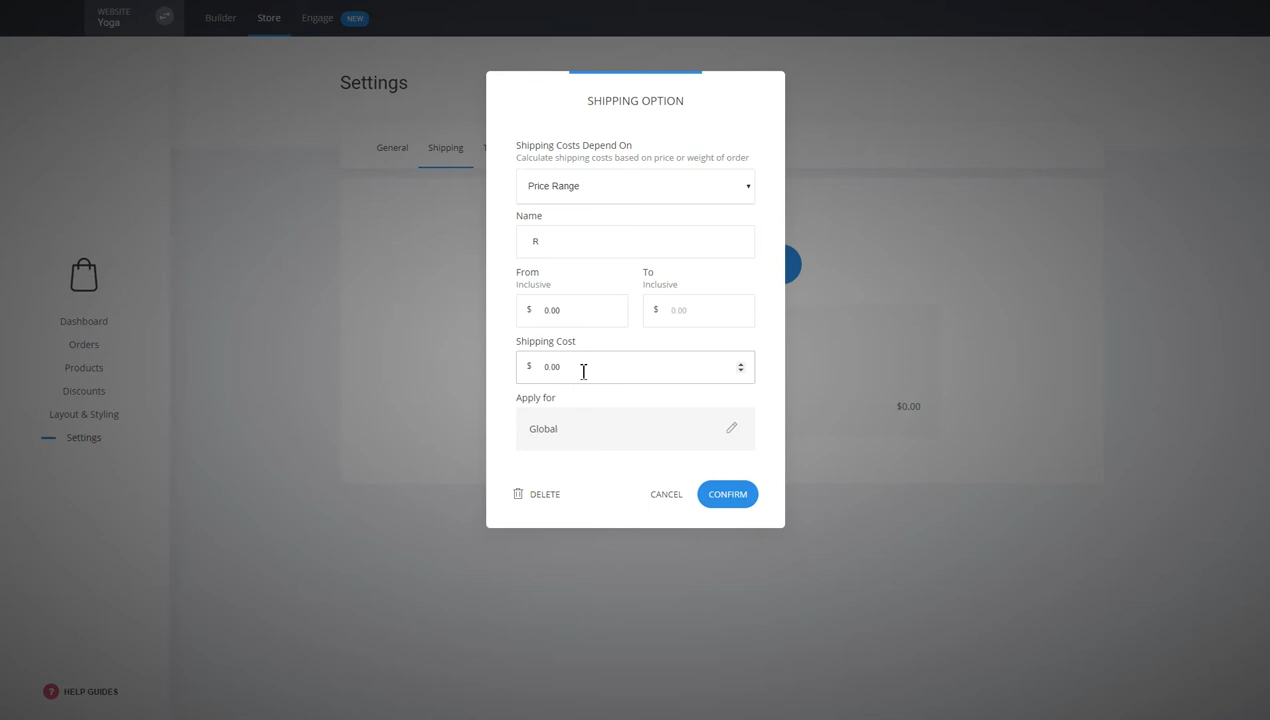 WEBSITE
Yoga
Builder
Store
Engage
NEW
Settings
General
Shipping
SHIPPING OPTION
Shipping Costs Depend On
Calculate shipping costs based on price or weight of order
Price Range
Name
R
From
Inclusive
To
Inclusive
$ 0.00
$ 0.00
Shipping Cost
$ 0.00
Apply for
Global
DELETE
CANCEL
CONFIRM
$0.00
Dashboard
Orders
Products
Discounts
Layout & Styling
Settings
? HELP GUIDES